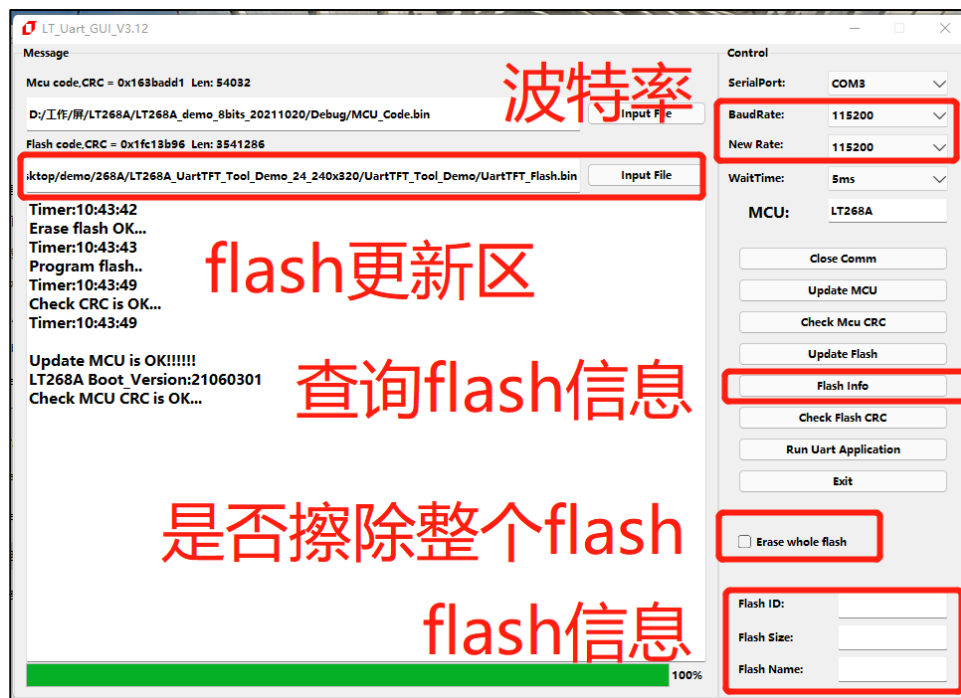 LT_Uart_GUI_V3.12
Message
Mcu code,CRC = 0x163badd1 Len: 54032
D:/工作/屏/LT268A/LT268A_demo_8bits_20211020/Debug/MCU_Code.bin
Input File
波特率
Flash code,CRC = 0x1fc13b96 Len: 3541286
sktop/demo/268A/LT268A_UartTFT_Tool_Demo_24_240x320/UartTFT_Tool_Demo/UartTFT_Flash.bin
Input File
Timer:10:43:42
Erase flash OK...
Timer:10:43:43
Program flash..
Timer:10:43:49
Check CRC is OK...
Timer:10:43:49
Update MCU is OK!!!!!!
LT268A Boot_Version:21060301
Check MCU CRC is OK...
flash更新区
查询flash信息
是否擦除整个flash
flash信息
100%
Control
SerialPort: COM3
BaudRate: 115200
New Rate: 115200
WaitTime: 5ms
MCU: LT268A
Close Comm
Update MCU
Check Mcu CRC
Update Flash
Flash Info
Check Flash CRC
Run Uart Application
Exit
Erase whole flash
Flash ID:
Flash Size:
Flash Name: